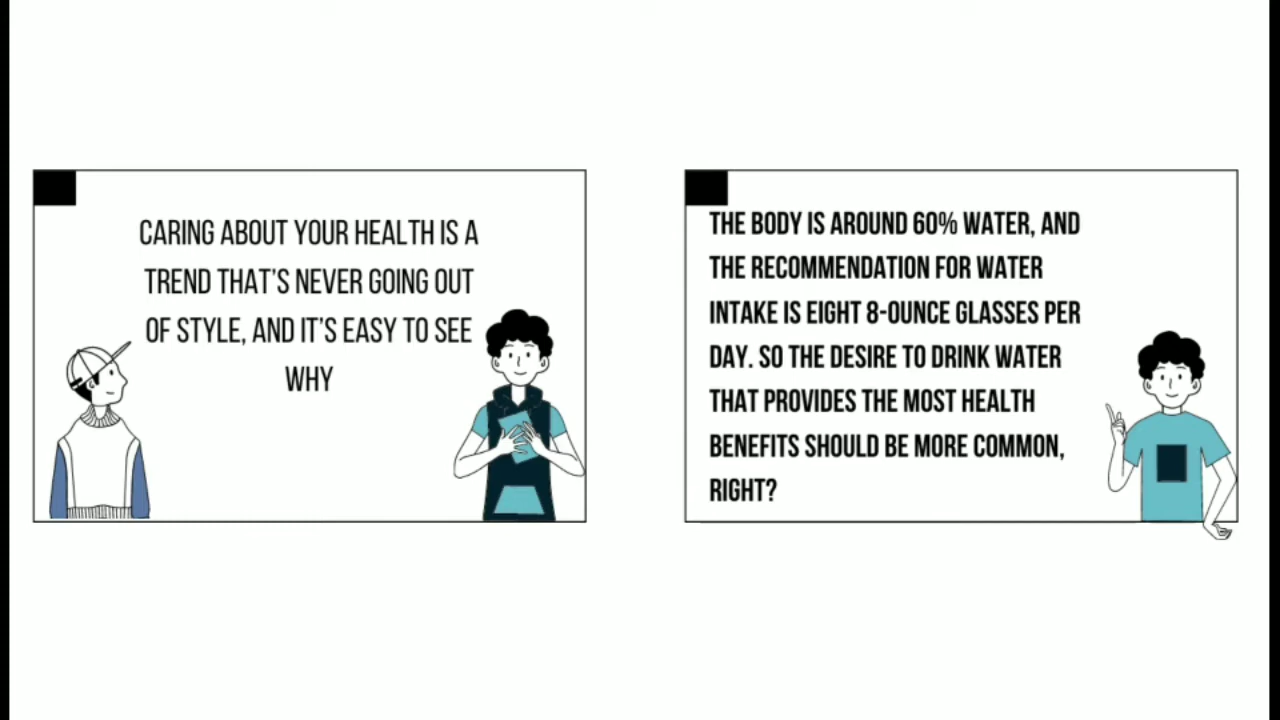 CARING ABOUT YOUR HEALTH IS A
TREND THAT'S NEVER GOING OUT
OF STYLE, AND IT'S EASY TO SEE
WHY
THE BODY IS AROUND 60% WATER, AND
THE RECOMMENDATION FOR WATER
INTAKE IS EIGHT 8-OUNCE GLASSES PER
DAY. SO THE DESIRE TO DRINK WATER
THAT PROVIDES THE MOST HEALTH
BENEFITS SHOULD BE MORE COMMON,
RIGHT?